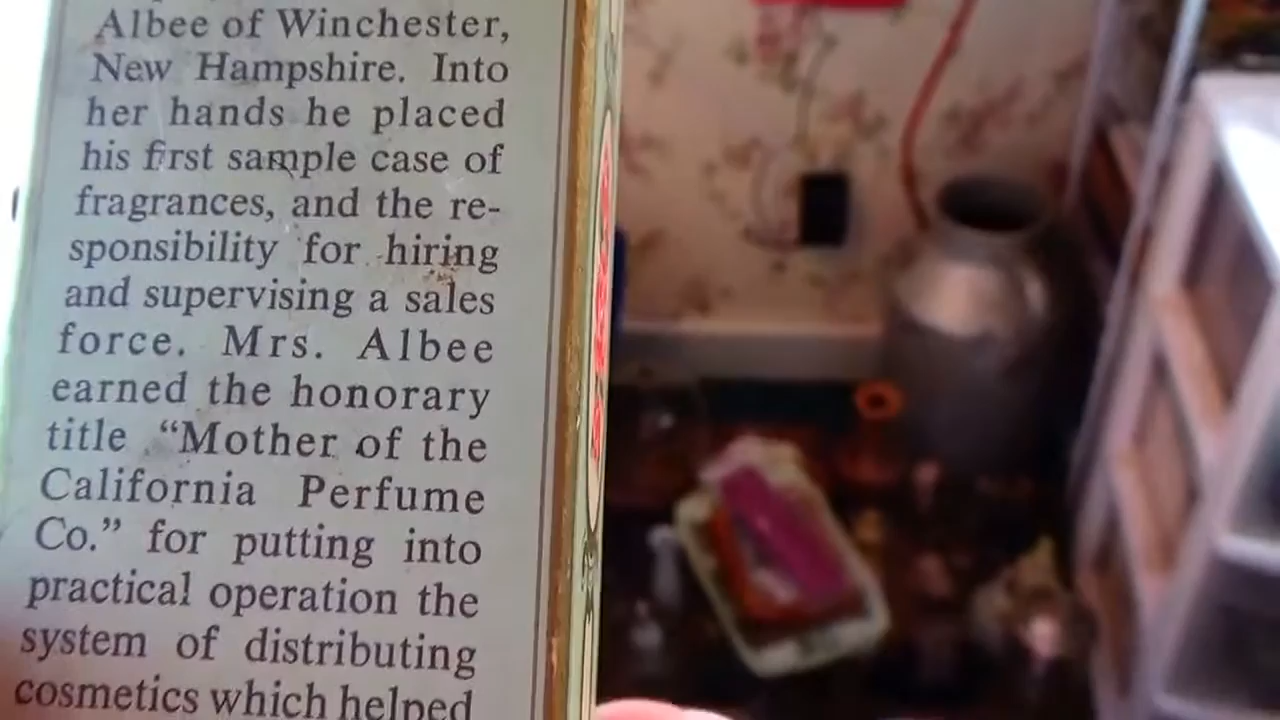 Albee of Winchester,
New Hampshire. Into
her hands he placed
his first sample case of
fragrances, and the re-
sponsibility for hiring
and supervising a sales
force. Mrs. Albee
earned the honorary
title “Mother of the
California Perfume
Co.” for putting into
practical operation the
system of distributing
cosmetics which helped